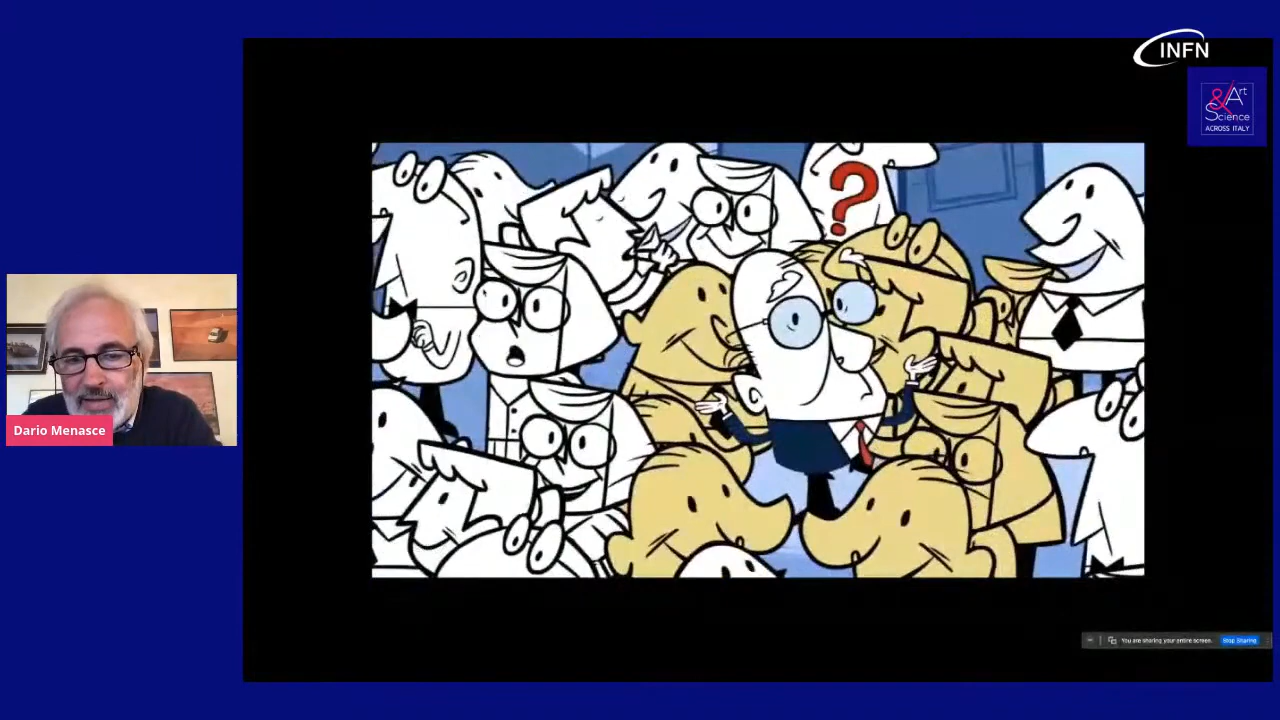 INFN
&Art
Science
ACROSS ITALY
?
Dario Menasce
You are sharing your entire screen.
Stop Sharing